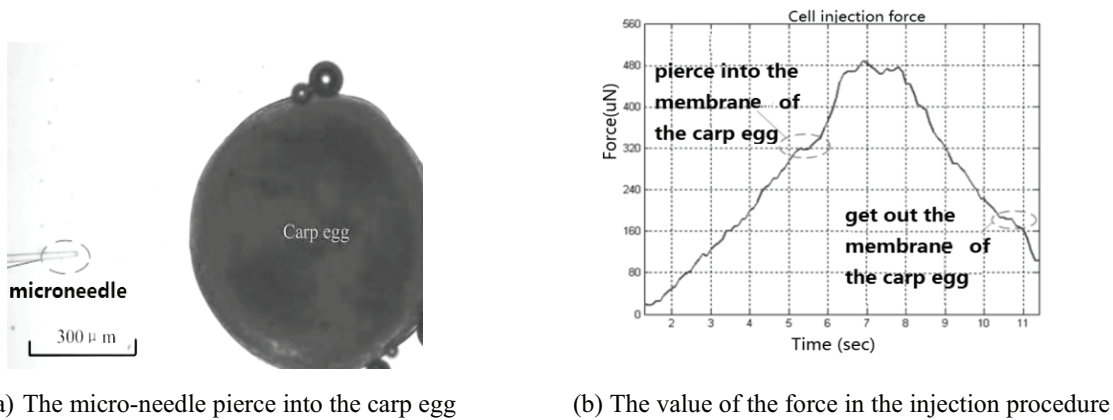 Carp egg
microneedle
300 μ m
a) The micro-needle pierce into the carp egg
Cell injection force
Force(uN)
560
480
400
320
240
160
80
0
pierce into the
membrane of
the carp egg
get out the
membrane of
the carp egg
2 3 4 5 6 7 8 9 10 11
Time (sec)
(b) The value of the force in the injection procedure